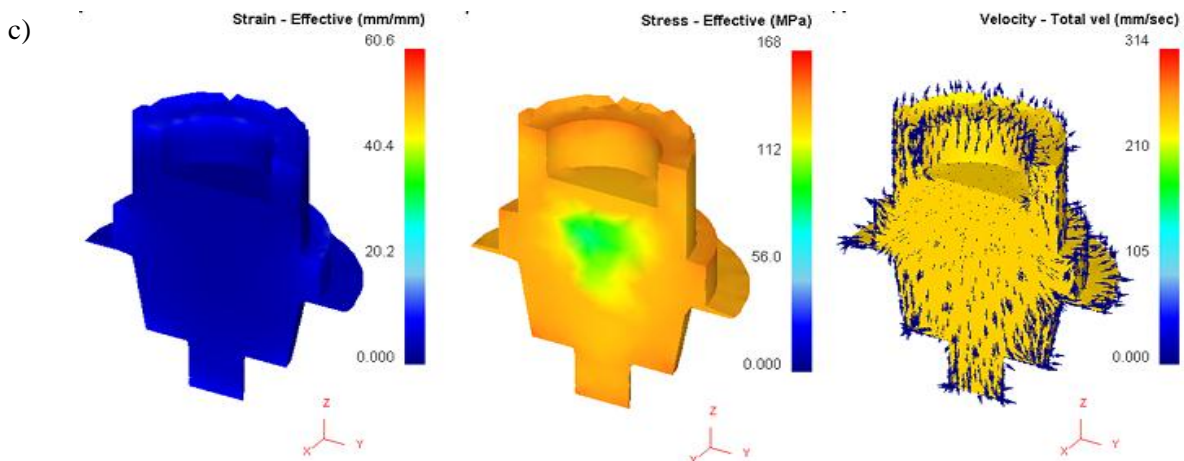 c)
Strain - Effective (mm/mm)
60.6
40.4
20.2
0.000
Z
X Y
Stress - Effective (MPa)
168
112
56.0
0.000
Z
X Y
Velocity - Total vel (mm/sec)
314
210
105
0.000
Z
X Y